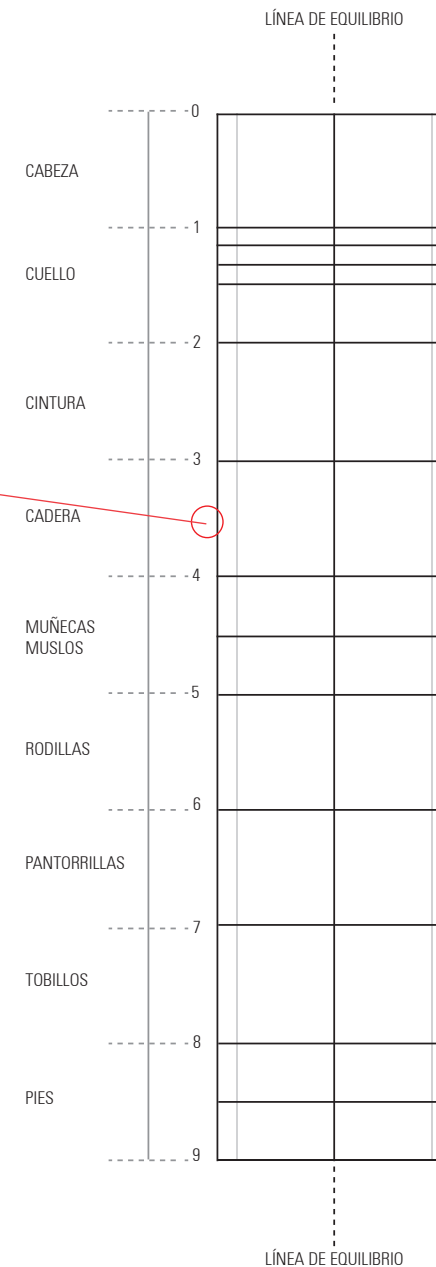 LÍNEA DE EQUILIBRIO
0
CABEZA
1
CUELLO
2
CINTURA
3
CADERA
4
MUÑECAS
MUSLOS
5
RODILLAS
6
PANTORRILLAS
7
TOBILLOS
8
PIES
9
LÍNEA DE EQUILIBRIO